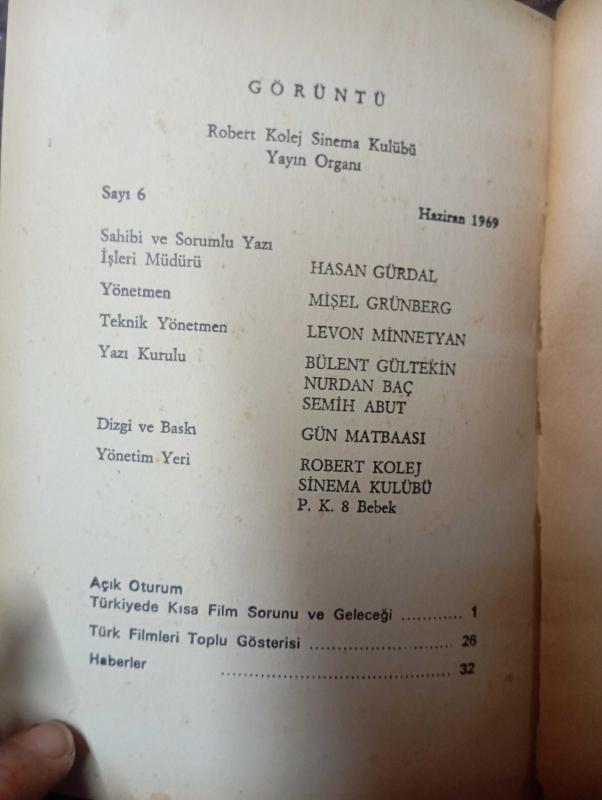 GÖRÜNTÜ
Robert Kolej Sinema Kulübü
Yayın Organı
Sayı 6
Haziran 1969
Sahibi ve Sorumlu Yazı
İşleri Müdürü HASAN GÜRDAL
Yönetmen MİŞEL GRÜNBERG
Teknik Yönetmen LEVON MİNNETYAN
Yazı Kurulu BÜLENT GÜLTEKİN
NURDAN BAÇ
SEMİH ABUT
Dizgi ve Baskı GÜN MATBAASI
Yönetim Yeri ROBERT KOLEJ
SİNEMA KULÜBÜ
P. K. 8 Bebek
Açık Oturum
Türkiyede Kısa Film Sorunu ve Geleceği ............ 1
Türk Filmleri Toplu Gösterisi ........................... 26
Haberler ........................................... 32